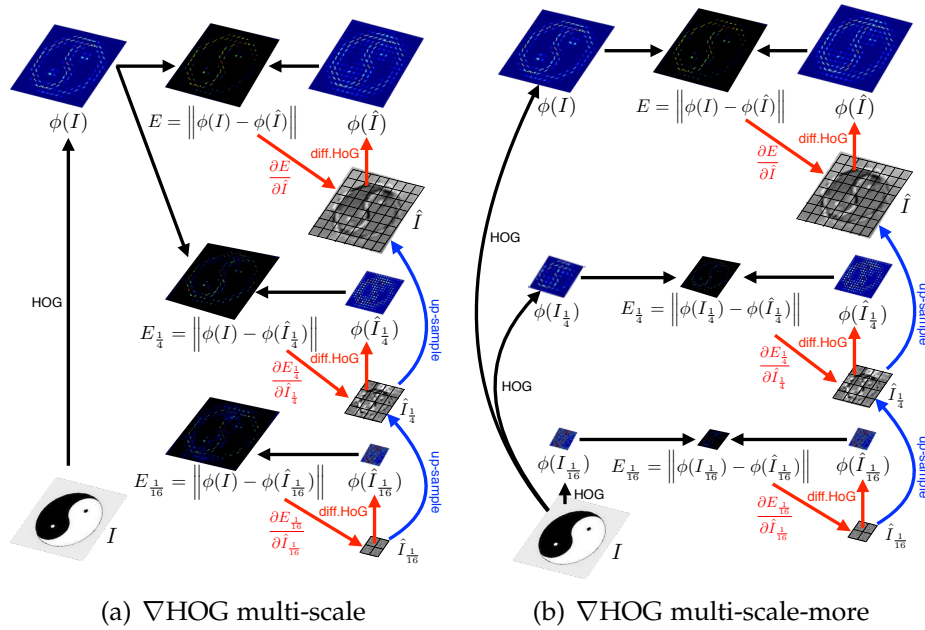 φ(I)
E = ‖φ(I) − φ(Î)‖
φ(Î)
∂E/∂Î
diff.HoG
Î
HOG
up-sample
E_{1/4} = ‖φ(I) − φ(Î_{1/4})‖
φ(Î_{1/4})
∂E_{1/4}/∂Î_{1/4}
diff.HoG
Î_{1/4}
up-sample
E_{1/16} = ‖φ(I) − φ(Î_{1/16})‖
φ(Î_{1/16})
∂E_{1/16}/∂Î_{1/16}
diff.HoG
Î_{1/16}
I
(a) ∇HOG multi-scale
φ(I)
E = ‖φ(I) − φ(Î)‖
φ(Î)
∂E/∂Î
diff.HoG
Î
HOG
up-sample
φ(I_{1/4})
E_{1/4} = ‖φ(I_{1/4}) − φ(Î_{1/4})‖
φ(Î_{1/4})
HOG
∂E_{1/4}/∂Î_{1/4}
diff.HoG
Î_{1/4}
up-sample
φ(I_{1/16})
E_{1/16} = ‖φ(I_{1/16}) − φ(Î_{1/16})‖
φ(Î_{1/16})
HOG
∂E_{1/16}/∂Î_{1/16}
diff.HoG
Î_{1/16}
I
(b) ∇HOG multi-scale-more